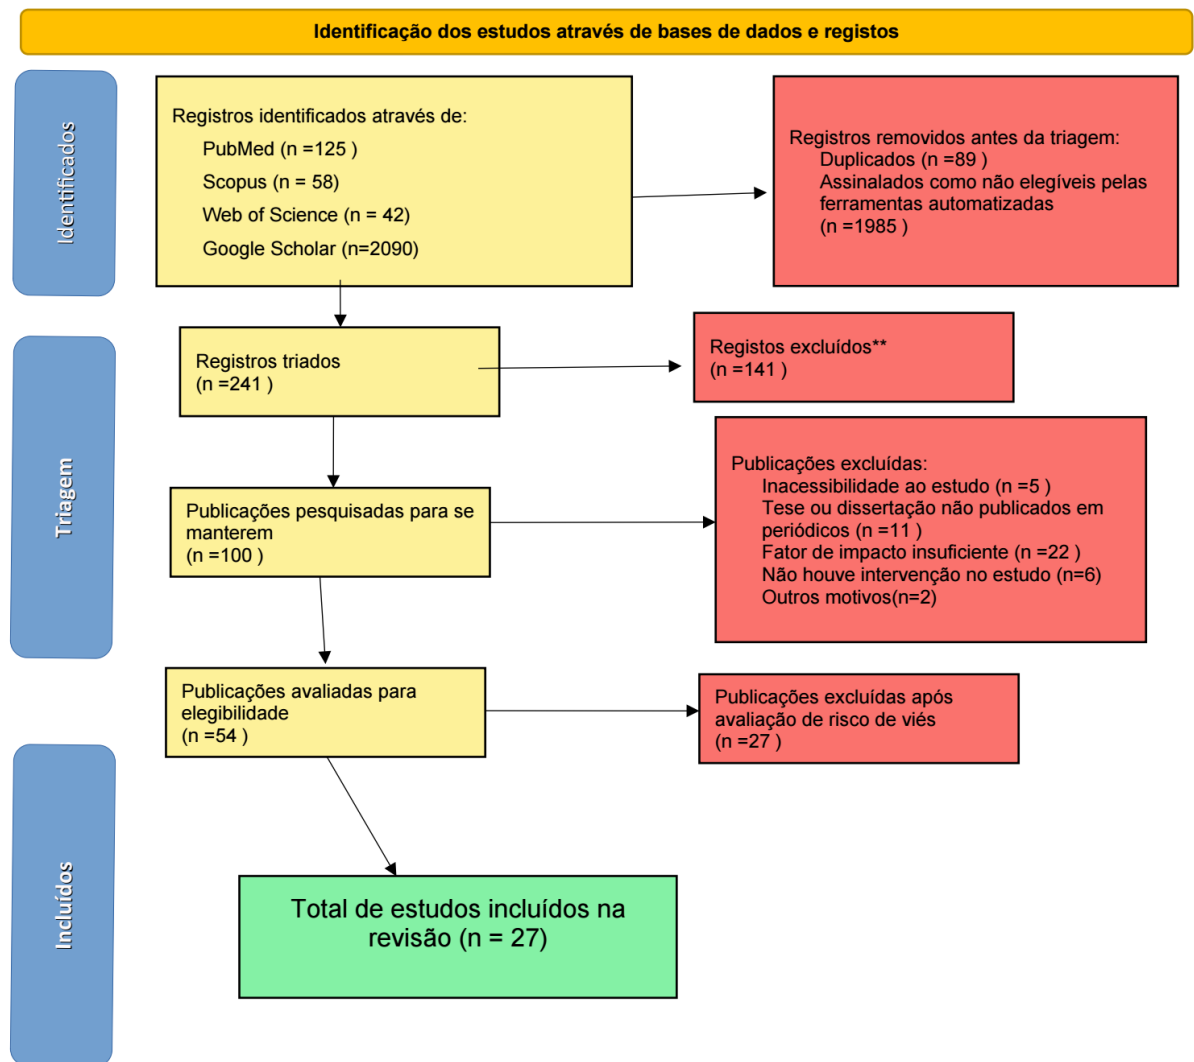 Identificação dos estudos através de bases de dados e registos
Identificados
Registros identificados através de:
PubMed (n =125 )
Scopus (n = 58)
Web of Science (n = 42)
Google Scholar (n=2090)
Registros removidos antes da triagem:
Duplicados (n =89 )
Assinalados como não elegíveis pelas
ferramentas automatizadas
(n =1985 )
Triagem
Registros triados
(n =241 )
Registos excluídos**
(n =141 )
Publicações pesquisadas para se
manterem
(n =100 )
Publicações excluídas:
Inacessibilidade ao estudo (n =5 )
Tese ou dissertação não publicados em
periódicos (n =11 )
Fator de impacto insuficiente (n =22 )
Não houve intervenção no estudo (n=6)
Outros motivos(n=2)
Publicações avaliadas para
elegibilidade
(n =54 )
Publicações excluídas após
avaliação de risco de viés
(n =27 )
Incluídos
Total de estudos incluídos na
revisão (n = 27)